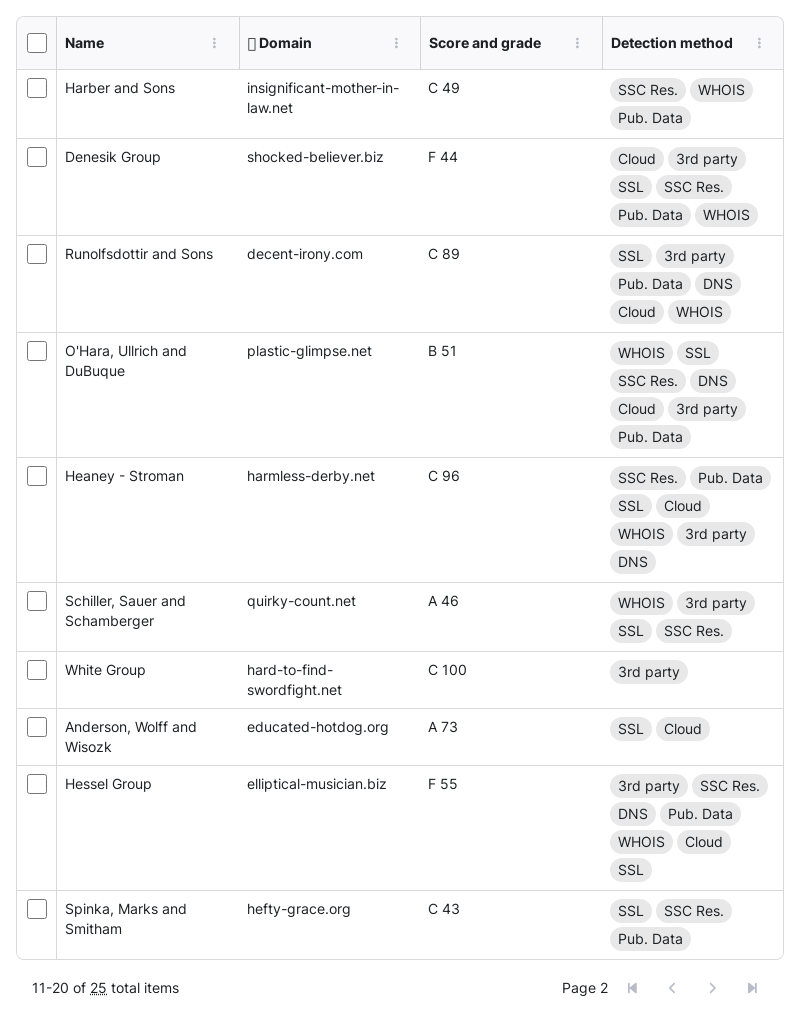 Name Domain Score and grade Detection method
Harber and Sons insignificant-mother-in- C 49 SSC Res. WHOIS
law.net Pub. Data
Denesik Group shocked-believer.biz F 44 Cloud 3rd party
SSL SSC Res.
Pub. Data WHOIS
Runolfsdottir and Sons decent-irony.com C 89 SSL 3rd party
Pub. Data DNS
Cloud WHOIS
O'Hara, Ullrich and plastic-glimpse.net B 51 WHOIS SSL
DuBuque SSC Res. DNS
Cloud 3rd party
Pub. Data
Heaney - Stroman harmless-derby.net C 96 SSC Res. Pub. Data
SSL Cloud
WHOIS 3rd party
DNS
Schiller, Sauer and quirky-count.net A 46 WHOIS 3rd party
Schamberger SSL SSC Res.
White Group hard-to-find- C 100 3rd party
swordfight.net
Anderson, Wolff and educated-hotdog.org A 73 SSL Cloud
Wisozk
Hessel Group elliptical-musician.biz F 55 3rd party SSC Res.
DNS Pub. Data
WHOIS Cloud
SSL
Spinka, Marks and hefty-grace.org C 43 SSL SSC Res.
Smitham Pub. Data
11-20 of 25 total items Page 2